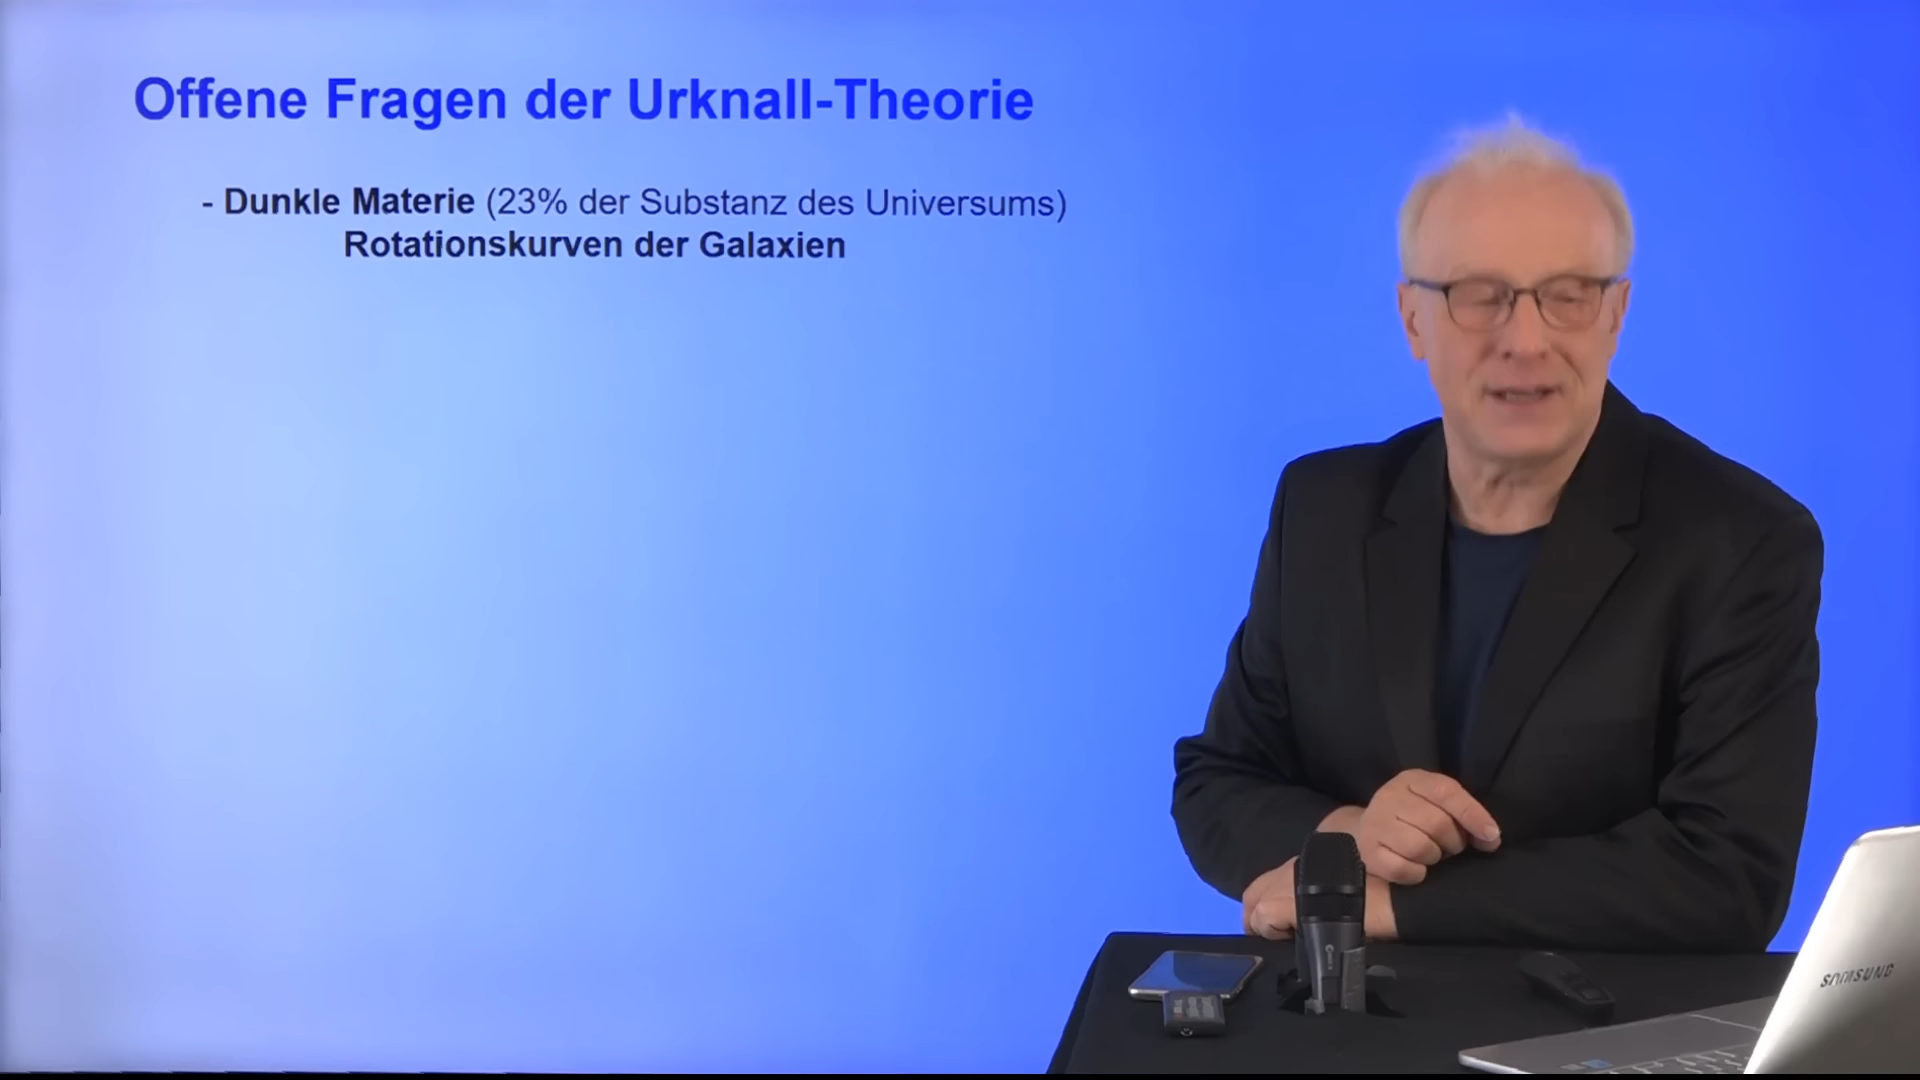 Offene Fragen der Urknall-Theorie
- Dunkle Materie (23% der Substanz des Universums)
Rotationskurven der Galaxien
SAMSUNG